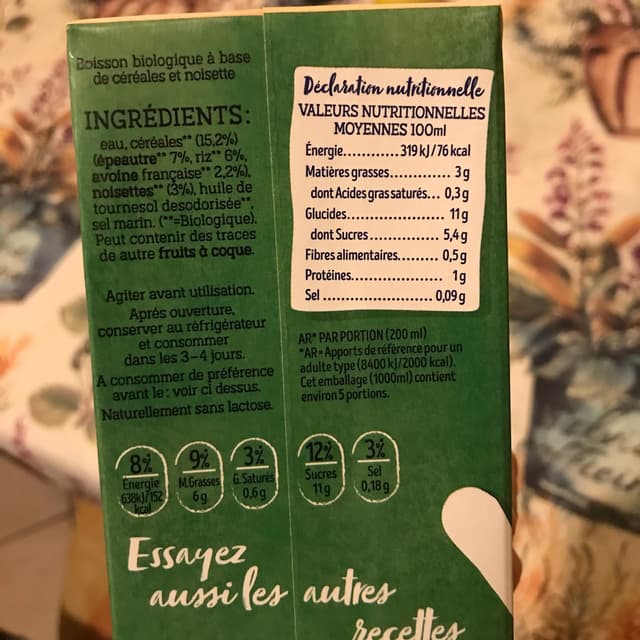 Boisson biologique à base
de céréales et noisette
INGRÉDIENTS:
eau, céréales** (15,2%)
(épeautre** 7%, riz** 6%,
avoine française** 2,2%),
noisettes** (3%), huile de
tournesol desodorisée**,
sel marin. (**=Biologique).
Peut contenir des traces
de autre fruits à coque.
Agiter avant utilisation.
Aprés ouverture,
conserver au réfrigérateur
et consommer
dans les 3-4 jours.
A consommer de préférence
avant le: voir ci dessus.
Naturellement sans lactose.
Déclaration nutritionnelle
VALEURS NUTRITIONNELLES
MOYENNES 100ml
Énergie.............319 kJ/76 kcal
Matières grasses............. 3 g
dont Acides gras saturés... 0,3 g
Glucides..................... 11 g
dont Sucres............... 5,4 g
Fibres alimentaires......... 0,5 g
Protéines..................... 1 g
Sel ........................ 0,09 g
AR* PAR PORTION (200 ml)
*AR=Apports de référence pour un
adulte type (8400 kJ/2000 kcal).
Cet emballage (1000ml) contient
environ 5 portions.
8% 9% 3% 12% 3%
Énergie M.Grasses G. Saturés Sucres Sel
638kJ/152 6 g 0,6 g 11 g 0,18 g
kcal
Essayez
aussi les autres
recettes